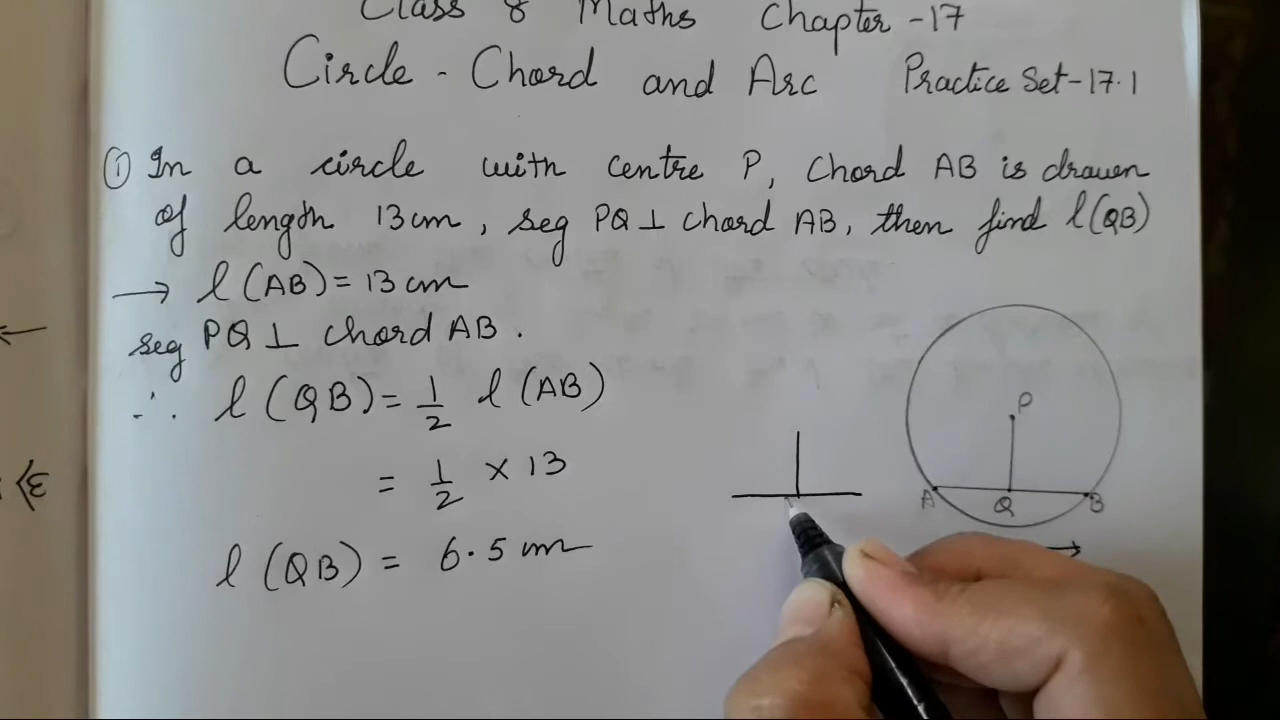 Class 8 Maths Chapter -17
Circle - Chord and Arc Practice Set-17.1
① In a circle with centre P, chord AB is drawn
of length 13cm, seg PQ ⊥ chord AB, then find l(QB)
→ l(AB) = 13 cm
seg PQ ⊥ chord AB.
∴ l(QB) = 1/2 l(AB)
= 1/2 × 13
l(QB) = 6.5 cm
P
A Q B